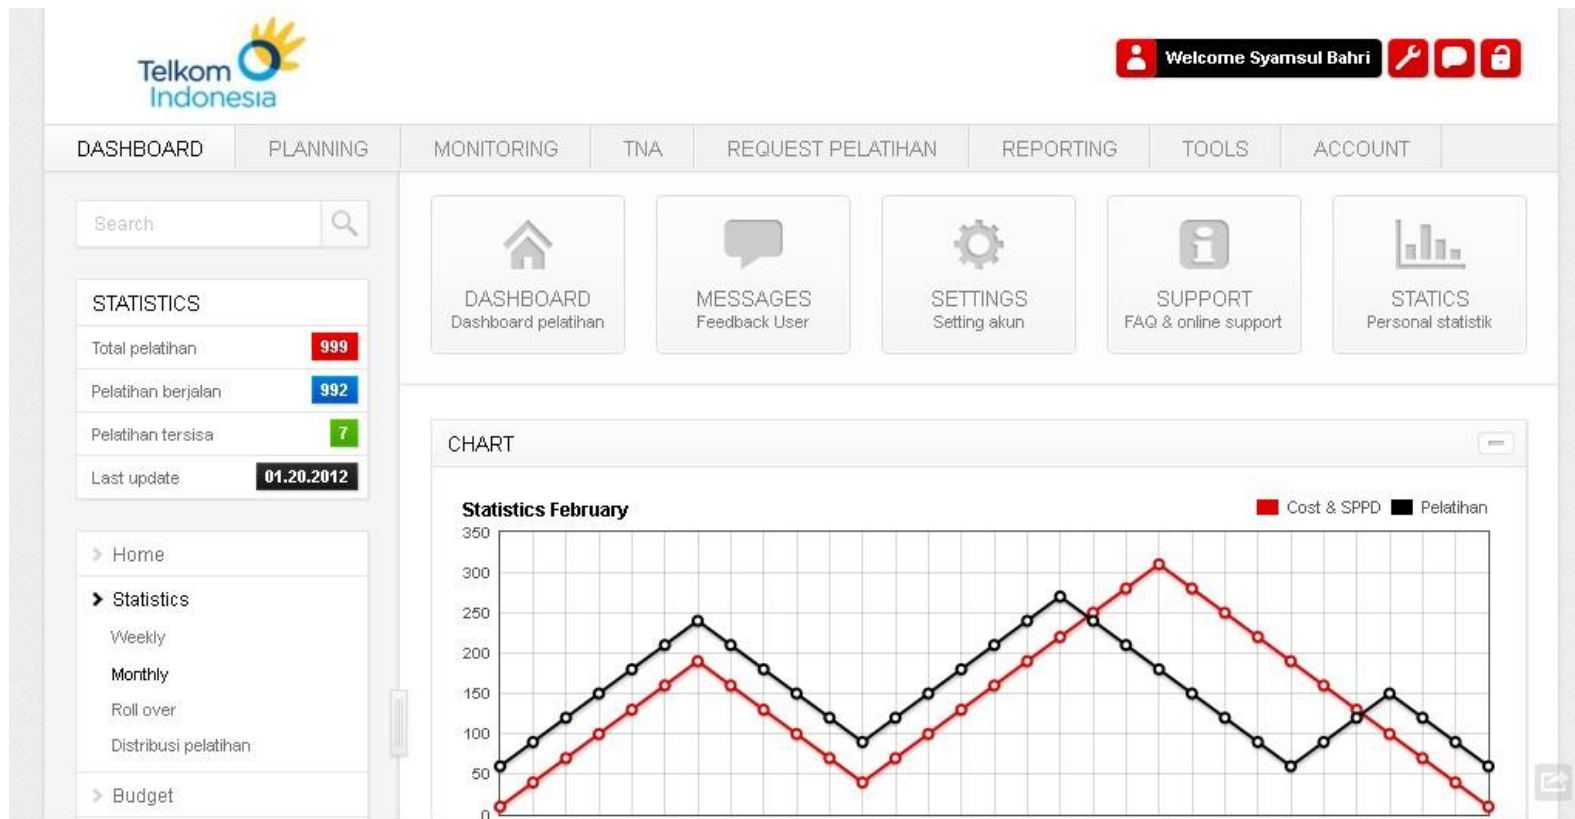 Telkom
Indonesia
Welcome Syamsul Bahri
DASHBOARD PLANNING MONITORING TNA REQUEST PELATIHAN REPORTING TOOLS ACCOUNT
Search
STATISTICS
Total pelatihan 999
Pelatihan berjalan 992
Pelatihan tersisa 7
Last update 01.20.2012
Home
Statistics
Weekly
Monthly
Roll over
Distribusi pelatihan
Budget
DASHBOARD
Dashboard pelatihan
MESSAGES
Feedback User
SETTINGS
Setting akun
SUPPORT
FAQ & online support
STATICS
Personal statistik
CHART
Statistics February
Cost & SPPD Pelatihan
350
300
250
200
150
100
50
0